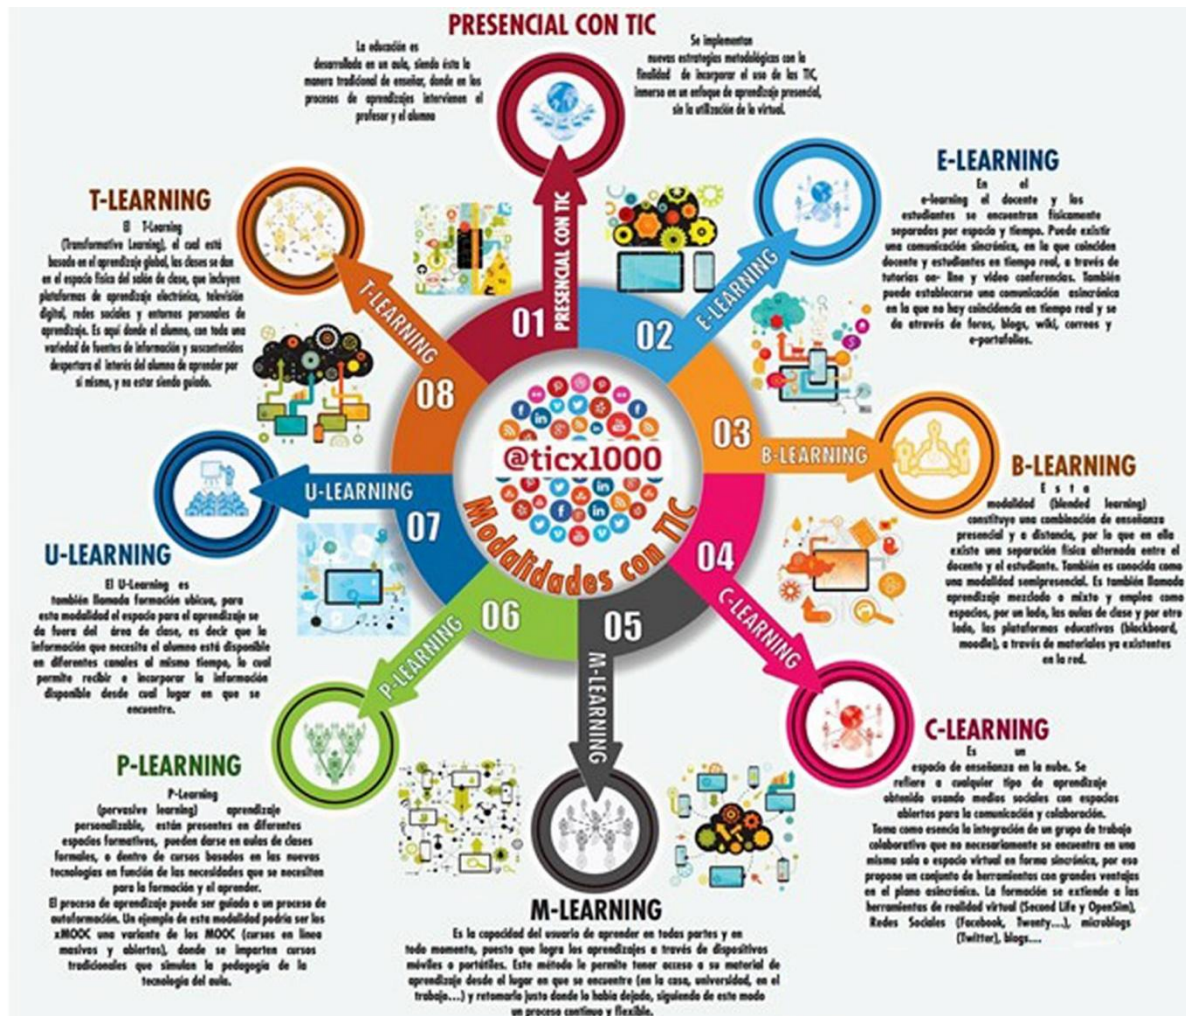 PRESENCIAL CON TIC
La educación es
desarrollada en un aula, siendo ésta la
manera tradicional de enseñar, donde en los
procesos de aprendizajes intervienen el
profesor y el alumno
Se implementan
nuevas estrategias metodológicas con la
finalidad de incorporar el uso de las TIC,
inmerso en un enfoque de aprendizaje presencial,
sin la utilización de lo virtual.
E-LEARNING
En el
e-learning el docente y los
estudiantes se encuentran físicamente
separados por espacio y tiempo. Puede existir
una comunicación sincrónica, en la que coinciden
docente y estudiantes en tiempo real, a través de
tutorías on- line y video conferencias. También
puede establecerse una comunicación asincrónica
en la que no hay coincidencia en tiempo real y se
da através de foros, blogs, wiki, correos y
e-portafolios.
T-LEARNING
El T-Learning
(Transformative Learning), el cual está
basado en el aprendizaje global, las clases se dan
en el espacio física del salón de clase, que incluyen
plataformas de aprendizaje electrónico, televisión
digital, redes sociales y entornos personales de
aprendizaje. Es aquí donde el alumno, con toda una
variedad de fuentes de información y suscontenidos
despertara el interés del alumno de aprender por
si mismo, y no estar siendo guiado.
01
PRESENCIAL CON TIC
02
E-LEARNING
03
B-LEARNING
04
C-LEARNING
05
M-LEARNING
06
P-LEARNING
07
U-LEARNING
08
T-LEARNING
@ticx1000
Modalidades con TIC
B-LEARNING
Esta
modalidad (blended learning)
constituye una combinación de enseñanza
presencial y a distancia, por lo que en ella
existe una separación física alternada entre el
docente y el estudiante. También es conocida como
una modalidad semipresencial. Es también llamada
aprendizaje mezclado o mixto y emplea como
espacios, por un lado, las aulas de clase y por otro
lado, las plataformas educativas (blackboard,
moodle), a través de materiales ya existentes
en la red.
U-LEARNING
El U-Learning es
también llamada formación ubicua, para
esta modalidad el espacio para el aprendizaje se
da fuera del área de clase, es decir que la
información que necesita el alumno está disponible
en diferentes canales al mismo tiempo, lo cual
permite recibir e incorporar la información
disponible desde cual lugar en que se
encuentre.
C-LEARNING
Es un
espacio de enseñanza en la nube. Se
refiere a cualquier tipo de aprendizaje
obtenido usando medios sociales con espacios
abiertos para la comunicación y colaboración.
Toma como esencia la integración de un grupo de trabajo
colaborativo que no necesariamente se encuentra en una
misma sala o espacio virtual en forma sincrónica, por eso
propone un conjunto de herramientas con grandes ventajas
en el plano asincrónico. La formación se extiende a las
herramientas de realidad virtual (Second Life y OpenSim),
Redes Sociales (Facebook, Twenty...), microblogs
(Twitter), blogs...
P-LEARNING
P-Learning
(pervasive learning) aprendizaje
personalizable, están presentes en diferentes
espacios formativos, pueden darse en aulas de clases
formales, o dentro de cursos basados en las nuevas
tecnologías en función de las necesidades que se necesiten
para la formación y el aprender.
El proceso de aprendizaje puede ser guiado o un proceso de
autoformación. Un ejemplo de esta modalidad podría ser los
xMOOC una variante de los MOOC (cursos en línea
masivos y abiertos), donde se imparten cursos
tradicionales que simulan la pedagogía de la
tecnología del aula.
M-LEARNING
Es la capacidad del usuario de aprender en todas partes y en
todo momento, puesto que logra los aprendizajes a través de dispositivos
móviles o portátiles. Este método le permite tener acceso a su material de
aprendizaje desde el lugar en que se encuentre (en la casa, universidad, en el
trabajo...) y retomarlo justo donde lo había dejado, siguiendo de este modo
un proceso continuo y flexible.